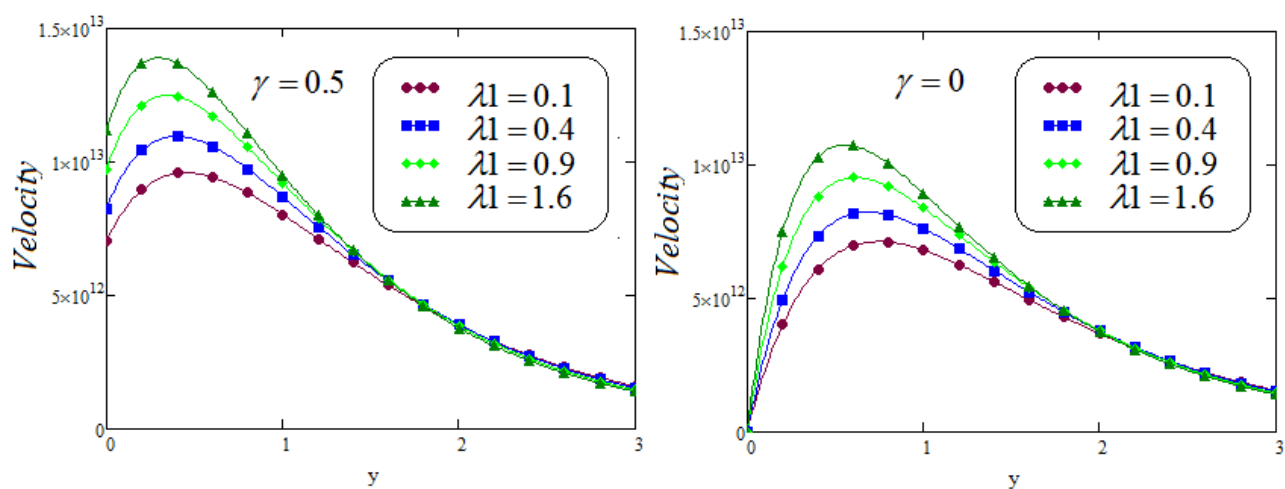 1.5×10¹³
1×10¹³
5×10¹²
0
Velocity
γ = 0.5
λ1 = 0.1
λ1 = 0.4
λ1 = 0.9
λ1 = 1.6
0 1 2 3
y
1.5×10¹³
1×10¹³
5×10¹²
0
Velocity
γ = 0
λ1 = 0.1
λ1 = 0.4
λ1 = 0.9
λ1 = 1.6
0 1 2 3
y